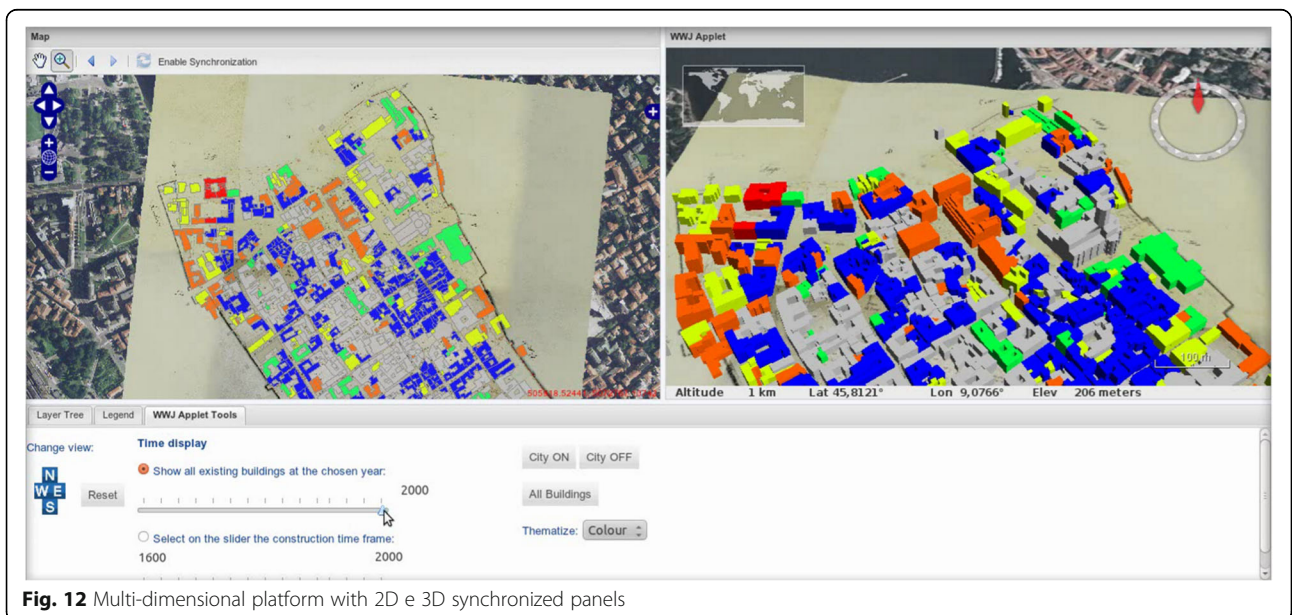 Map
WWJ Applet
Enable Synchronization
100 m
Altitude 1 km Lat 45,8121° Lon 9,0766° Elev 206 meters
Layer Tree Legend WWJ Applet Tools
Change view:
Time display
N
W E
S
Reset
Show all existing buildings at the chosen year:
2000
Select on the slider the construction time frame:
1600 2000
City ON City OFF
All Buildings
Thematize: Colour
Fig. 12 Multi-dimensional platform with 2D e 3D synchronized panels